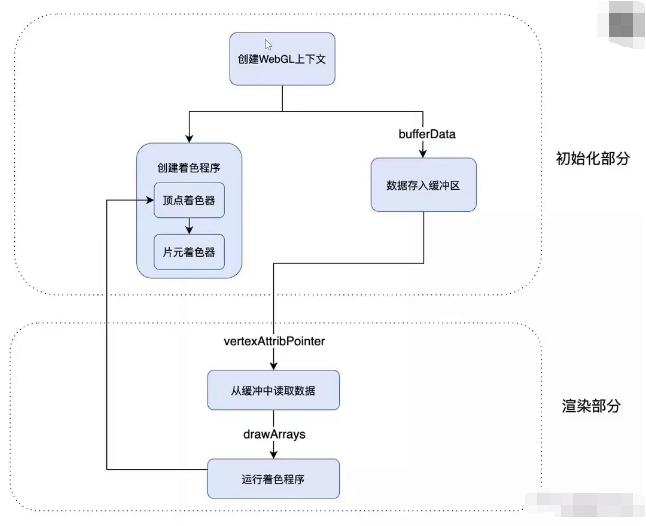 创建WebGL上下文
bufferData
创建着色程序
顶点着色器
片元着色器
数据存入缓冲区
初始化部分
vertexAttribPointer
从缓冲中读取数据
drawArrays
运行着色程序
渲染部分